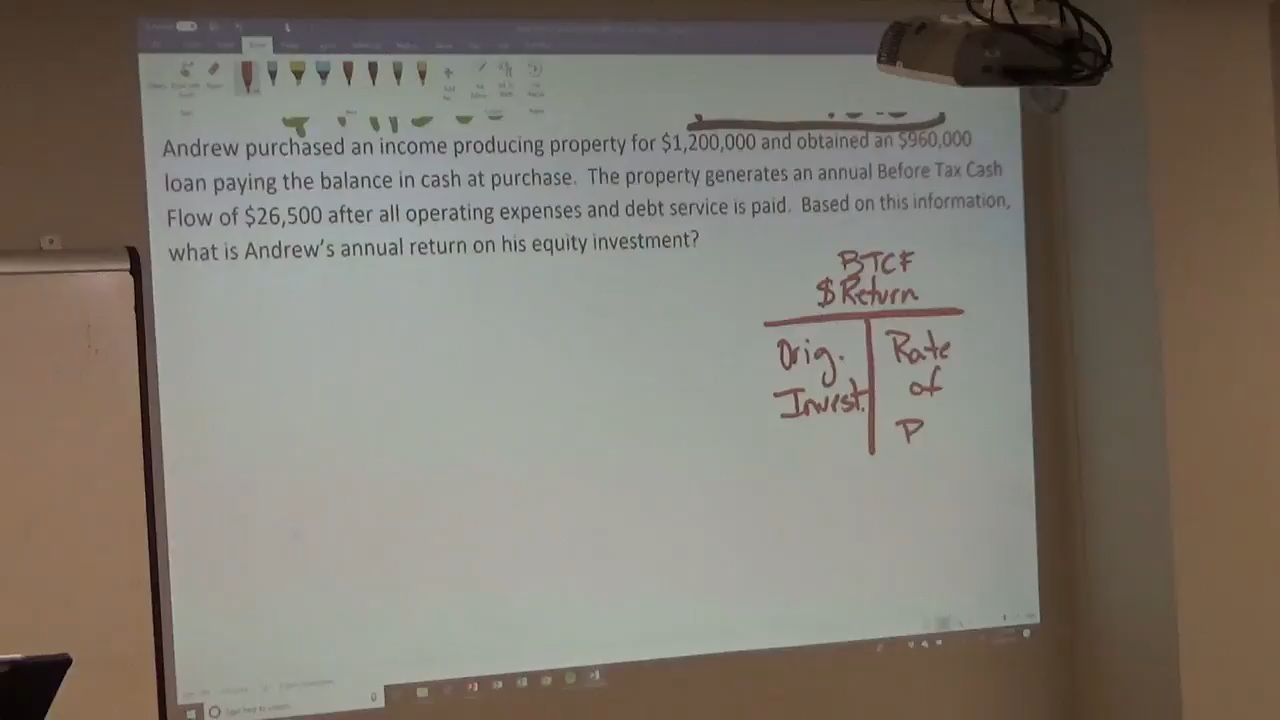 Andrew purchased an income producing property for $1,200,000 and obtained an $960,000
loan paying the balance in cash at purchase. The property generates an annual Before Tax Cash
Flow of $26,500 after all operating expenses and debt service is paid. Based on this information,
what is Andrew's annual return on his equity investment?
BTCF
$ Return
Orig.
Invest.
Rate
of
P